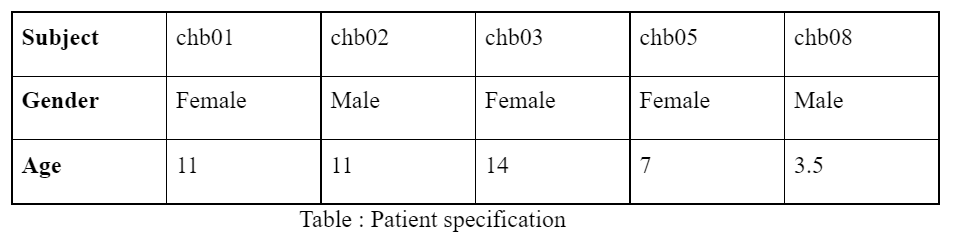 Subject chb01 chb02 chb03 chb05 chb08
Gender Female Male Female Female Male
Age 11 11 14 7 3.5
Table : Patient specification